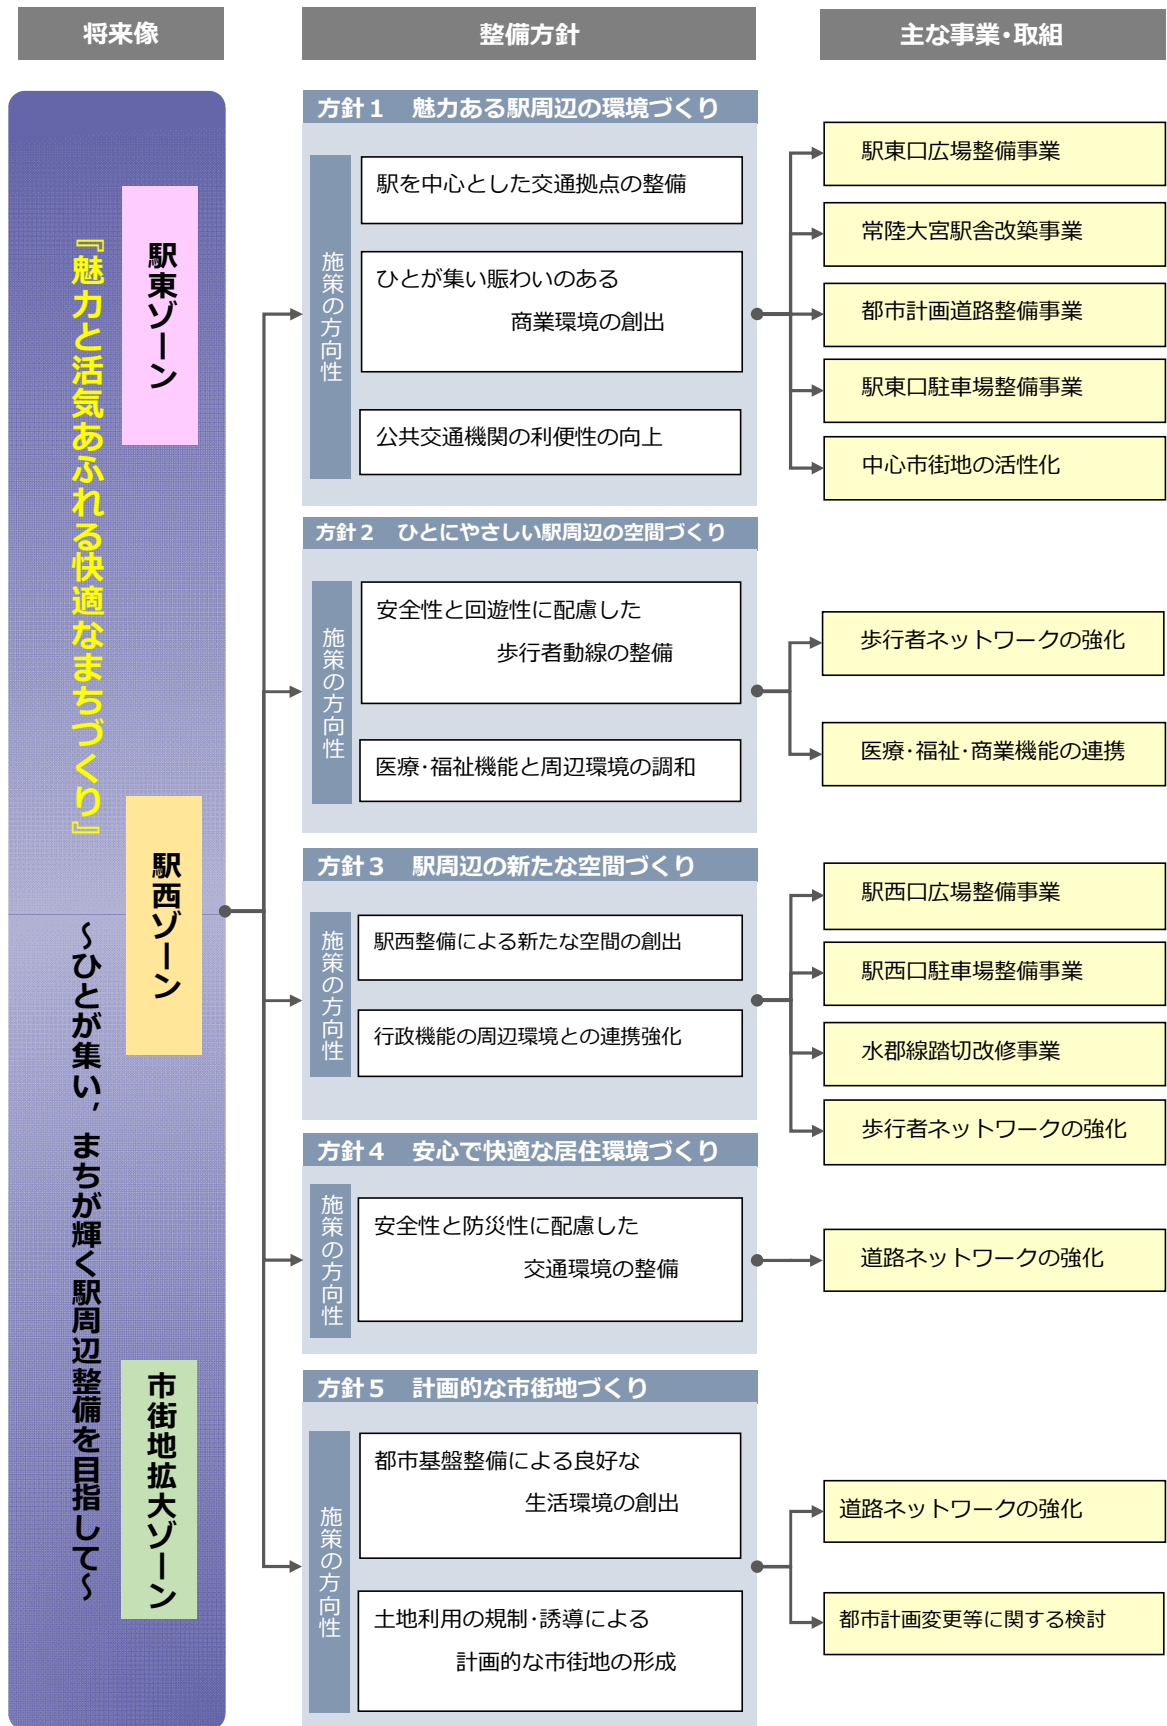 将来像
整備方針
主な事業・取組
『魅力と活気あふれる快適なまちづくり』
~ひとが集い，まちが輝く駅周辺整備を目指して~
駅東ゾーン
駅西ゾーン
市街地拡大ゾーン
方針1 魅力ある駅周辺の環境づくり
施策の方向性
駅を中心とした交通拠点の整備
ひとが集い賑わいのある
商業環境の創出
公共交通機関の利便性の向上
駅東口広場整備事業
常陸大宮駅舎改築事業
都市計画道路整備事業
駅東口駐車場整備事業
中心市街地の活性化
方針2 ひとにやさしい駅周辺の空間づくり
施策の方向性
安全性と回遊性に配慮した
歩行者動線の整備
医療・福祉機能と周辺環境の調和
歩行者ネットワークの強化
医療・福祉・商業機能の連携
方針3 駅周辺の新たな空間づくり
施策の方向性
駅西整備による新たな空間の創出
行政機能の周辺環境との連携強化
駅西口広場整備事業
駅西口駐車場整備事業
水郡線踏切改修事業
歩行者ネットワークの強化
方針4 安心で快適な居住環境づくり
施策の方向性
安全性と防災性に配慮した
交通環境の整備
道路ネットワークの強化
方針5 計画的な市街地づくり
施策の方向性
都市基盤整備による良好な
生活環境の創出
土地利用の規制・誘導による
計画的な市街地の形成
道路ネットワークの強化
都市計画変更等に関する検討